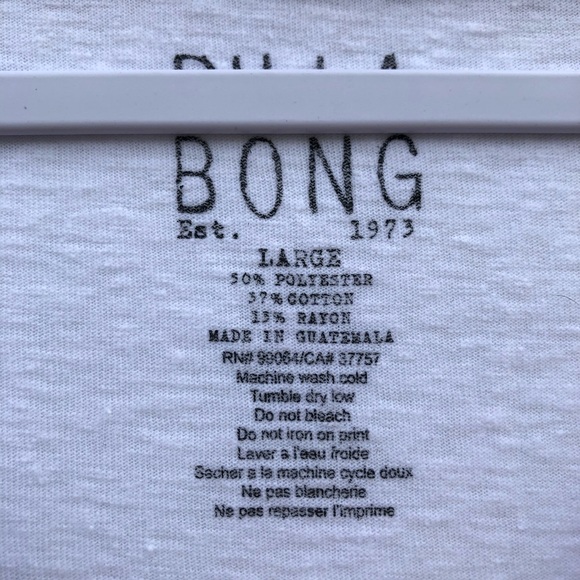 BILLA
BONG
Est. 1973
LARGE
50% POLYESTER
37% COTTON
13% RAYON
MADE IN GUATEMALA
RN# 99064/CA# 37757
Machine wash cold
Tumble dry low
Do not bleach
Do not iron on print
Laver a l'eau froide
Secher a la machine cycle doux
Ne pas blancherie
Ne pas repasser l'imprime